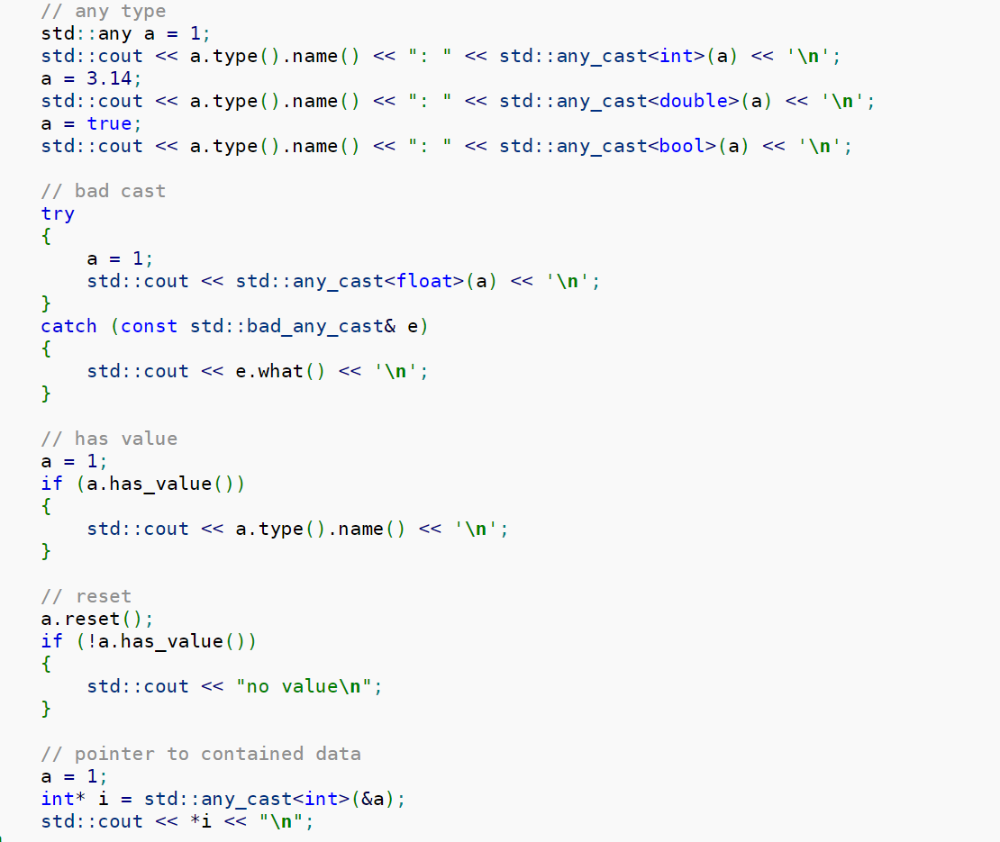 // any type
std::any a = 1;
std::cout << a.type().name() << ": " << std::any_cast<int>(a) << '\n';
a = 3.14;
std::cout << a.type().name() << ": " << std::any_cast<double>(a) << '\n';
a = true;
std::cout << a.type().name() << ": " << std::any_cast<bool>(a) << '\n';

// bad cast
try
{
    a = 1;
    std::cout << std::any_cast<float>(a) << '\n';
}
catch (const std::bad_any_cast& e)
{
    std::cout << e.what() << '\n';
}

// has value
a = 1;
if (a.has_value())
{
    std::cout << a.type().name() << '\n';
}

// reset
a.reset();
if (!a.has_value())
{
    std::cout << "no value\n";
}

// pointer to contained data
a = 1;
int* i = std::any_cast<int>(&a);
std::cout << *i << "\n";